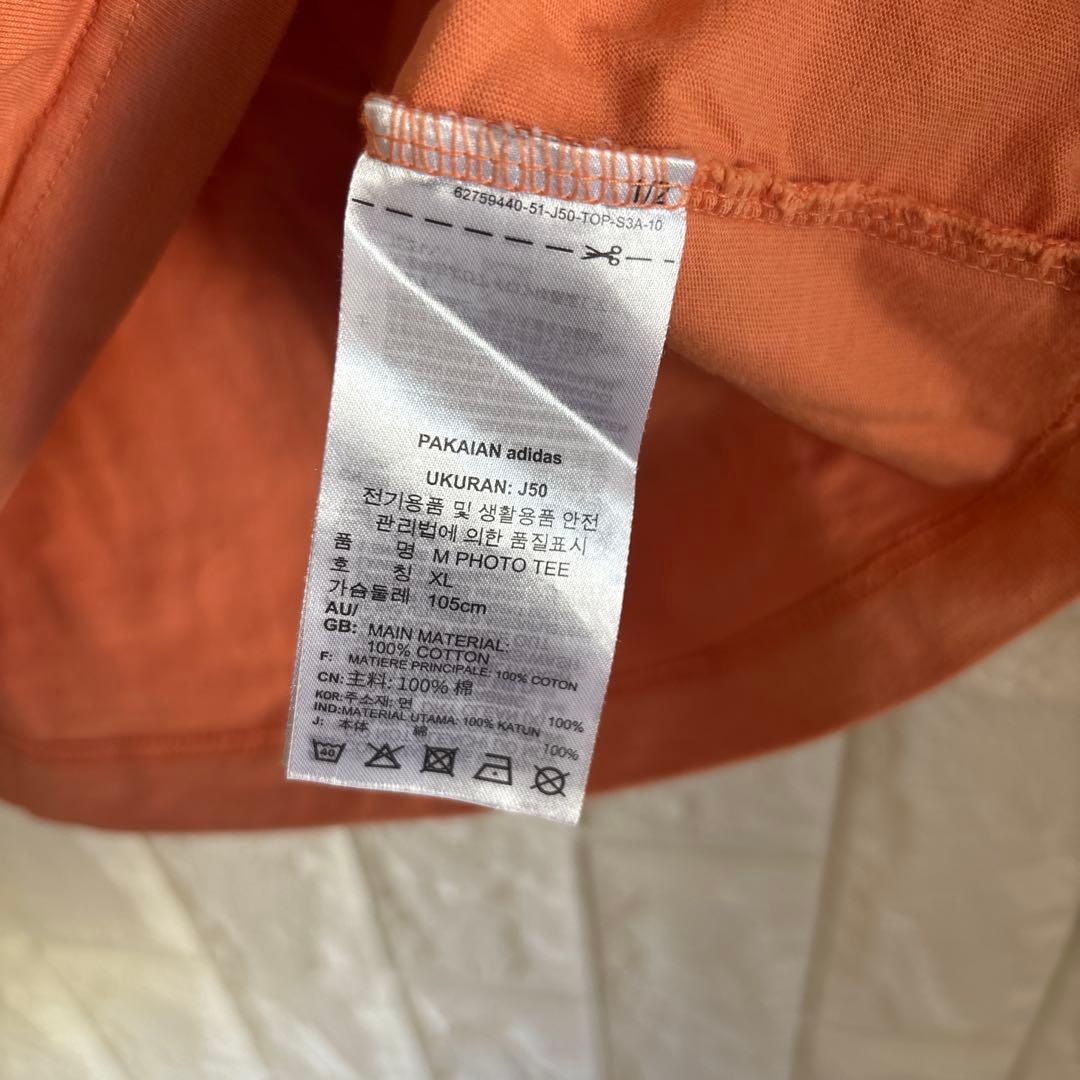 1/2
62759440-51-J50-TOP-S3A-10
PAKAIAN adidas
UKURAN: J50
전기용품 및 생활용품 안전
관리법에 의한 품질표시
품 명 M PHOTO TEE
호 칭 XL
가슴둘레 105cm
AU/
GB: MAIN MATERIAL:
100% COTTON
F: MATIERE PRINCIPALE: 100% COTON
CN: 主料: 100% 棉
KOR: 주소재: 면 100%
IND: MATERIAL UTAMA: 100% KATUN
J: 本体 綿 100%
40